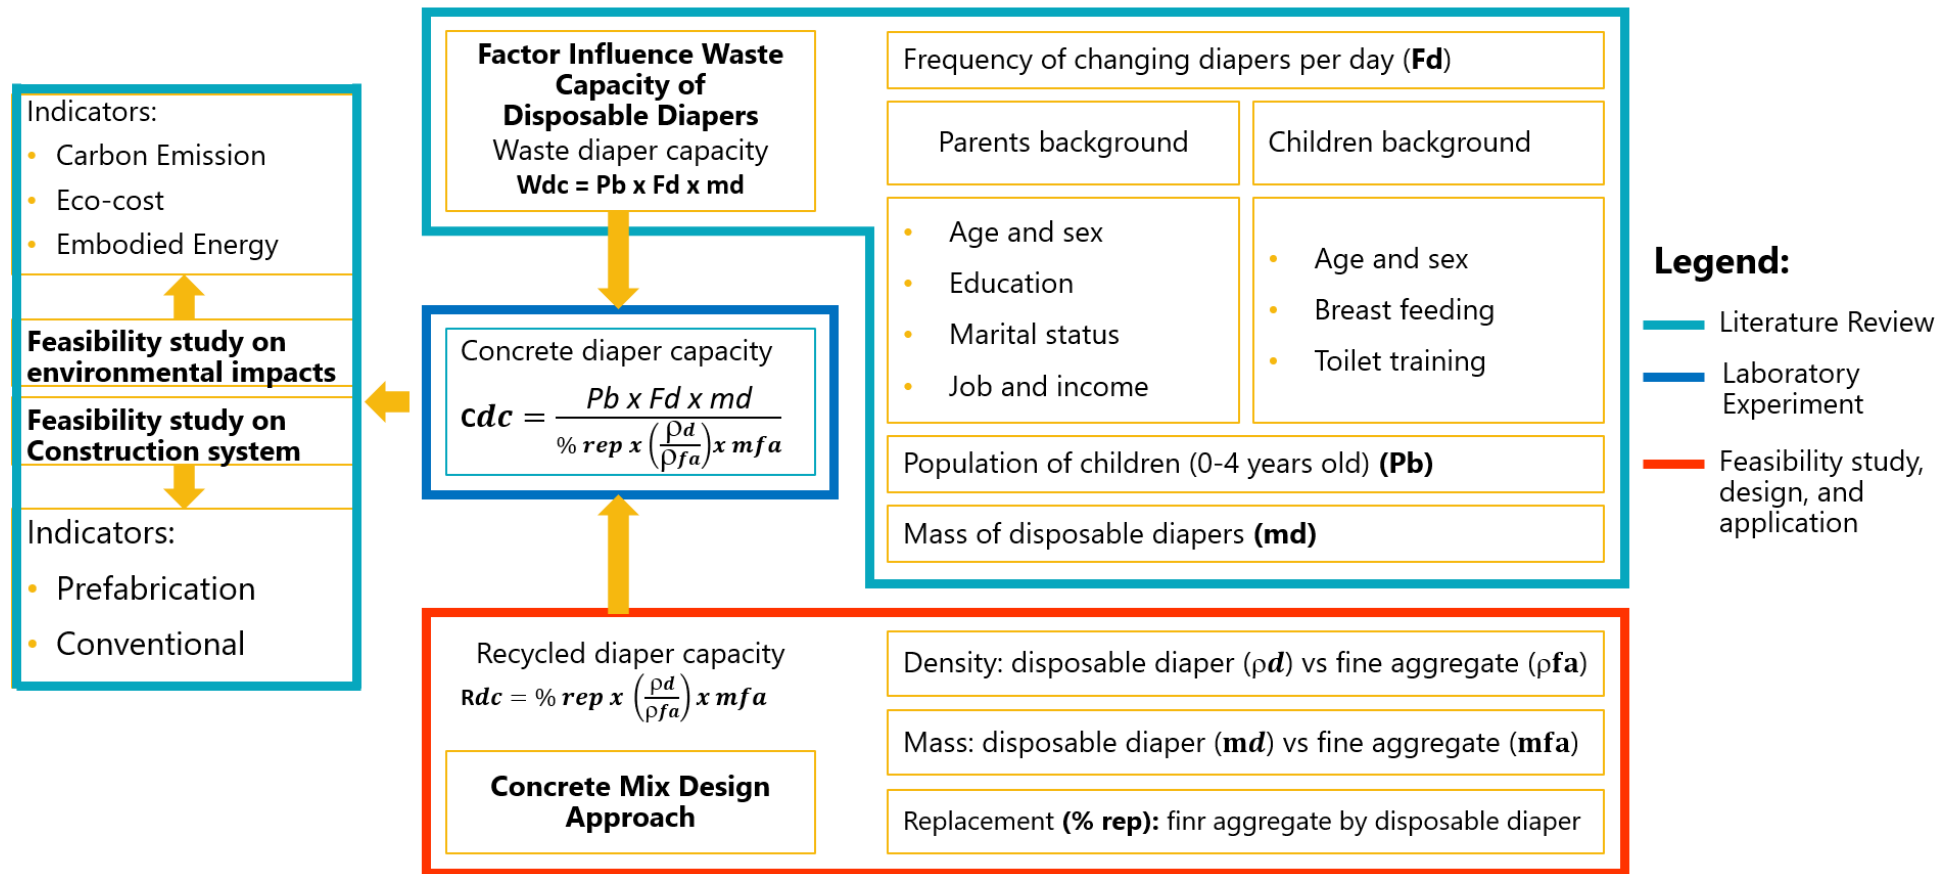 Indicators:
• Carbon Emission
• Eco-cost
• Embodied Energy
Feasibility study on
environmental impacts
Feasibility study on
Construction system
Indicators:
• Prefabrication
• Conventional
Factor Influence Waste
Capacity of
Disposable Diapers
Waste diaper capacity
Wdc = Pb x Fd x md
Concrete diaper capacity
Cdc = Pb x Fd x md / % rep x (ρd/ρfa) x mfa
Recycled diaper capacity
Rdc = % rep x (ρd/ρfa) x mfa
Concrete Mix Design
Approach
Frequency of changing diapers per day (Fd)
Parents background
Children background
• Age and sex
• Education
• Marital status
• Job and income
• Age and sex
• Breast feeding
• Toilet training
Population of children (0-4 years old) (Pb)
Mass of disposable diapers (md)
Density: disposable diaper (ρd) vs fine aggregate (ρfa)
Mass: disposable diaper (md) vs fine aggregate (mfa)
Replacement (% rep): finr aggregate by disposable diaper
Legend:
Literature Review
Laboratory
Experiment
Feasibility study,
design, and
application